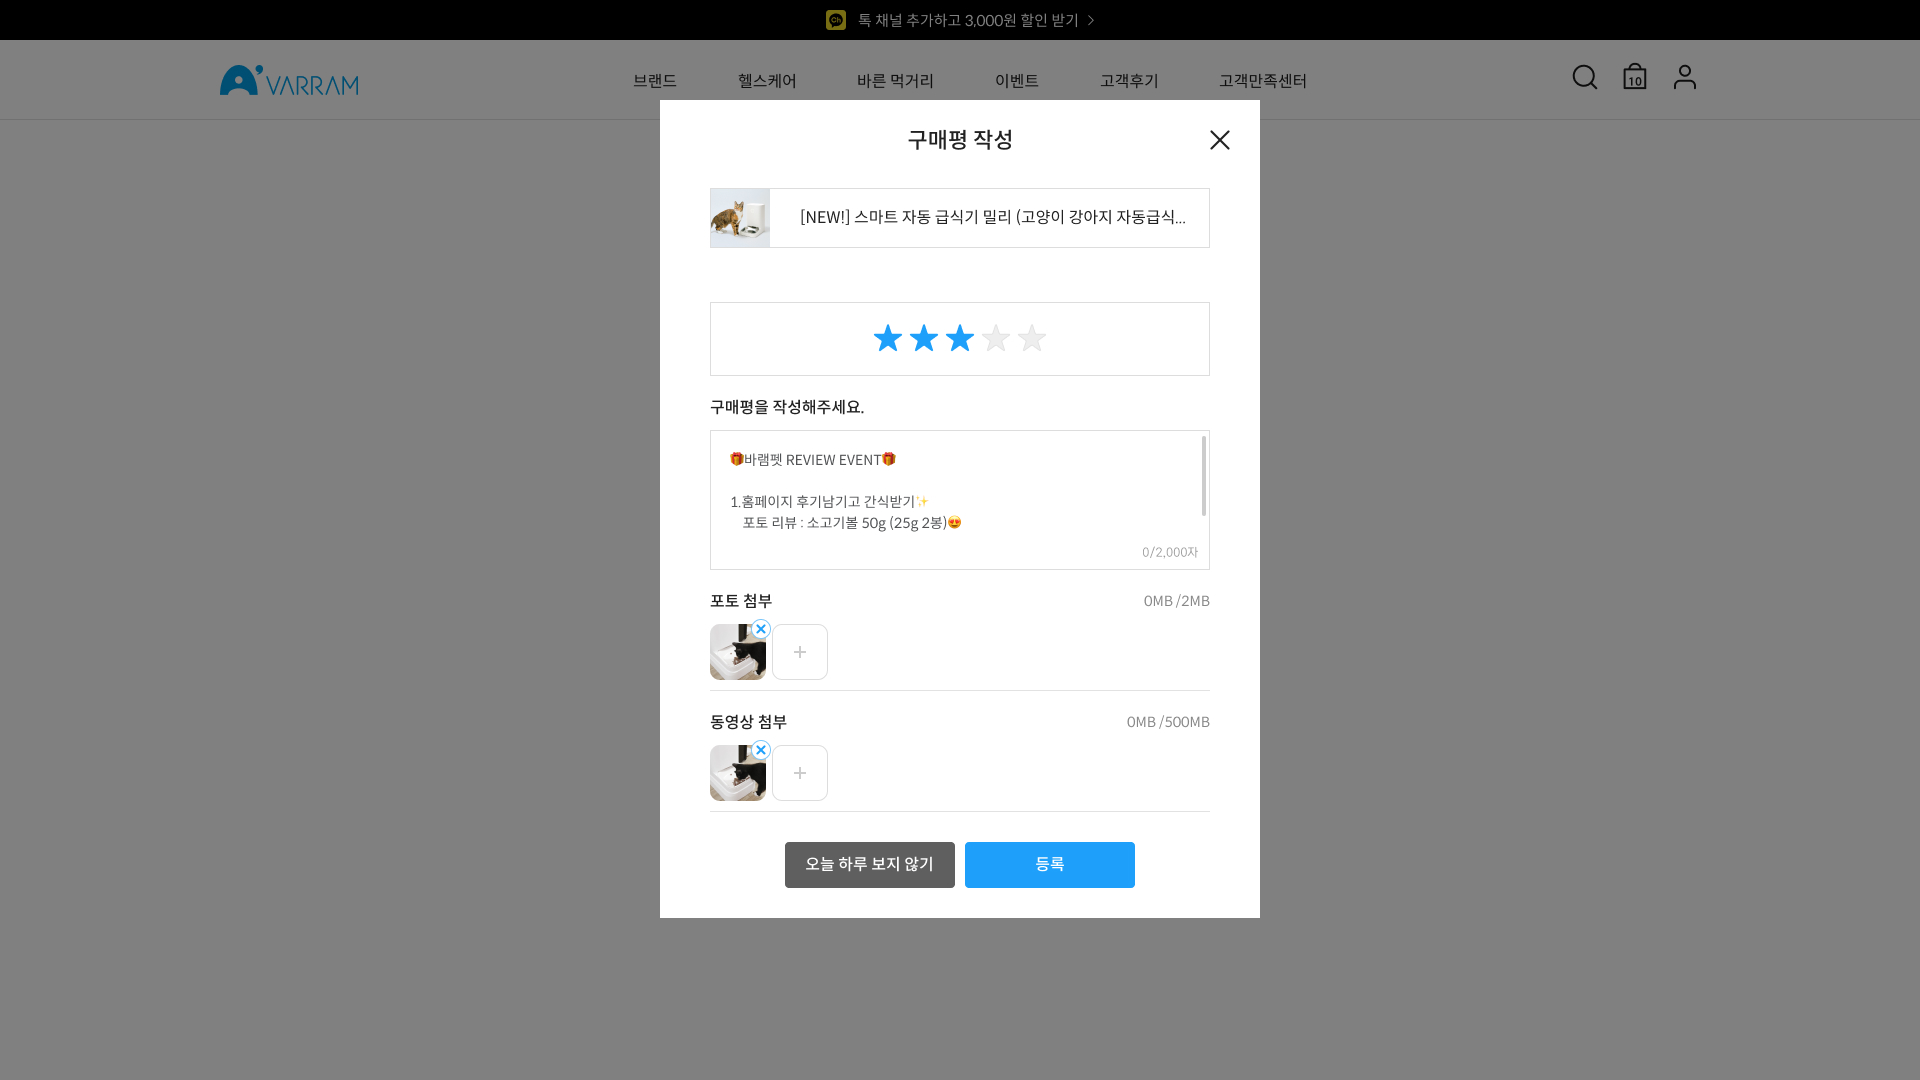 Ch 톡 채널 추가하고 3,000원 할인 받기
VARRAM
브랜드 헬스케어 바른 먹거리 이벤트 고객후기 고객만족센터
10
구매평 작성
[NEW!] 스마트 자동 급식기 밀리 (고양이 강아지 자동급식...
구매평을 작성해주세요.
🎁바램펫 REVIEW EVENT🎁
1.홈페이지 후기남기고 간식받기✨
포토 리뷰 : 소고기볼 50g (25g 2봉)😍
0/2,000자
포토 첨부 0MB /2MB
동영상 첨부 0MB /500MB
오늘 하루 보지 않기 등록